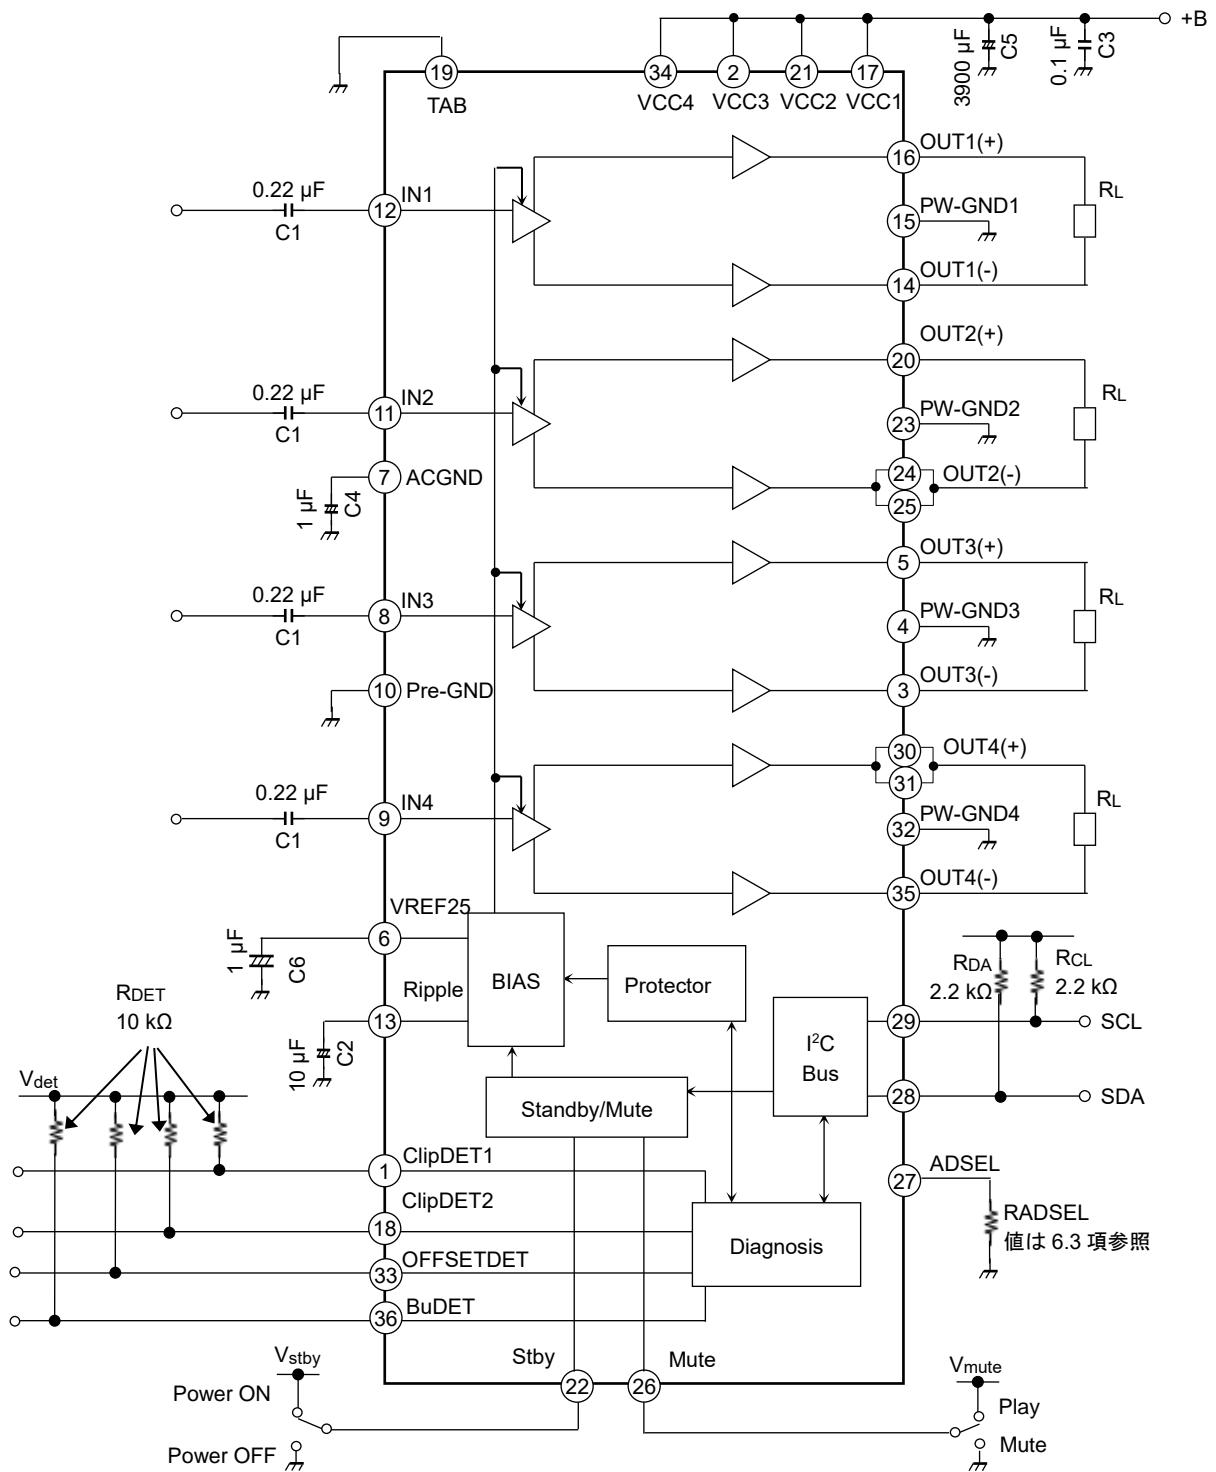 +B
3900 µF
C5
0.1 µF
C3
19
34
2
21
17
TAB
VCC4
VCC3
VCC2
VCC1
OUT1(+)
16
0.22 µF
IN1
12
C1
PW-GND1
15
RL
OUT1(-)
14
OUT2(+)
20
0.22 µF
IN2
11
C1
PW-GND2
23
RL
7
ACGND
1 µF
C4
24
OUT2(-)
25
OUT3(+)
5
0.22 µF
IN3
8
C1
PW-GND3
4
RL
10
Pre-GND
OUT3(-)
3
30
OUT4(+)
31
0.22 µF
IN4
9
C1
PW-GND4
32
RL
OUT4(-)
35
VREF25
6
1 µF
C6
BIAS
Protector
RDA
2.2 kΩ
RCL
2.2 kΩ
Ripple
13
10 µF
C2
RDET
10 kΩ
I2C
Bus
29
SCL
Vdet
Standby/Mute
28
SDA
ClipDET1
1
ADSEL
27
ClipDET2
18
RADSEL
値は 6.3 項参照
Diagnosis
OFFSETDET
33
BuDET
36
Stby
Mute
22
26
Vstby
Power ON
Power OFF
Vmute
Play
Mute